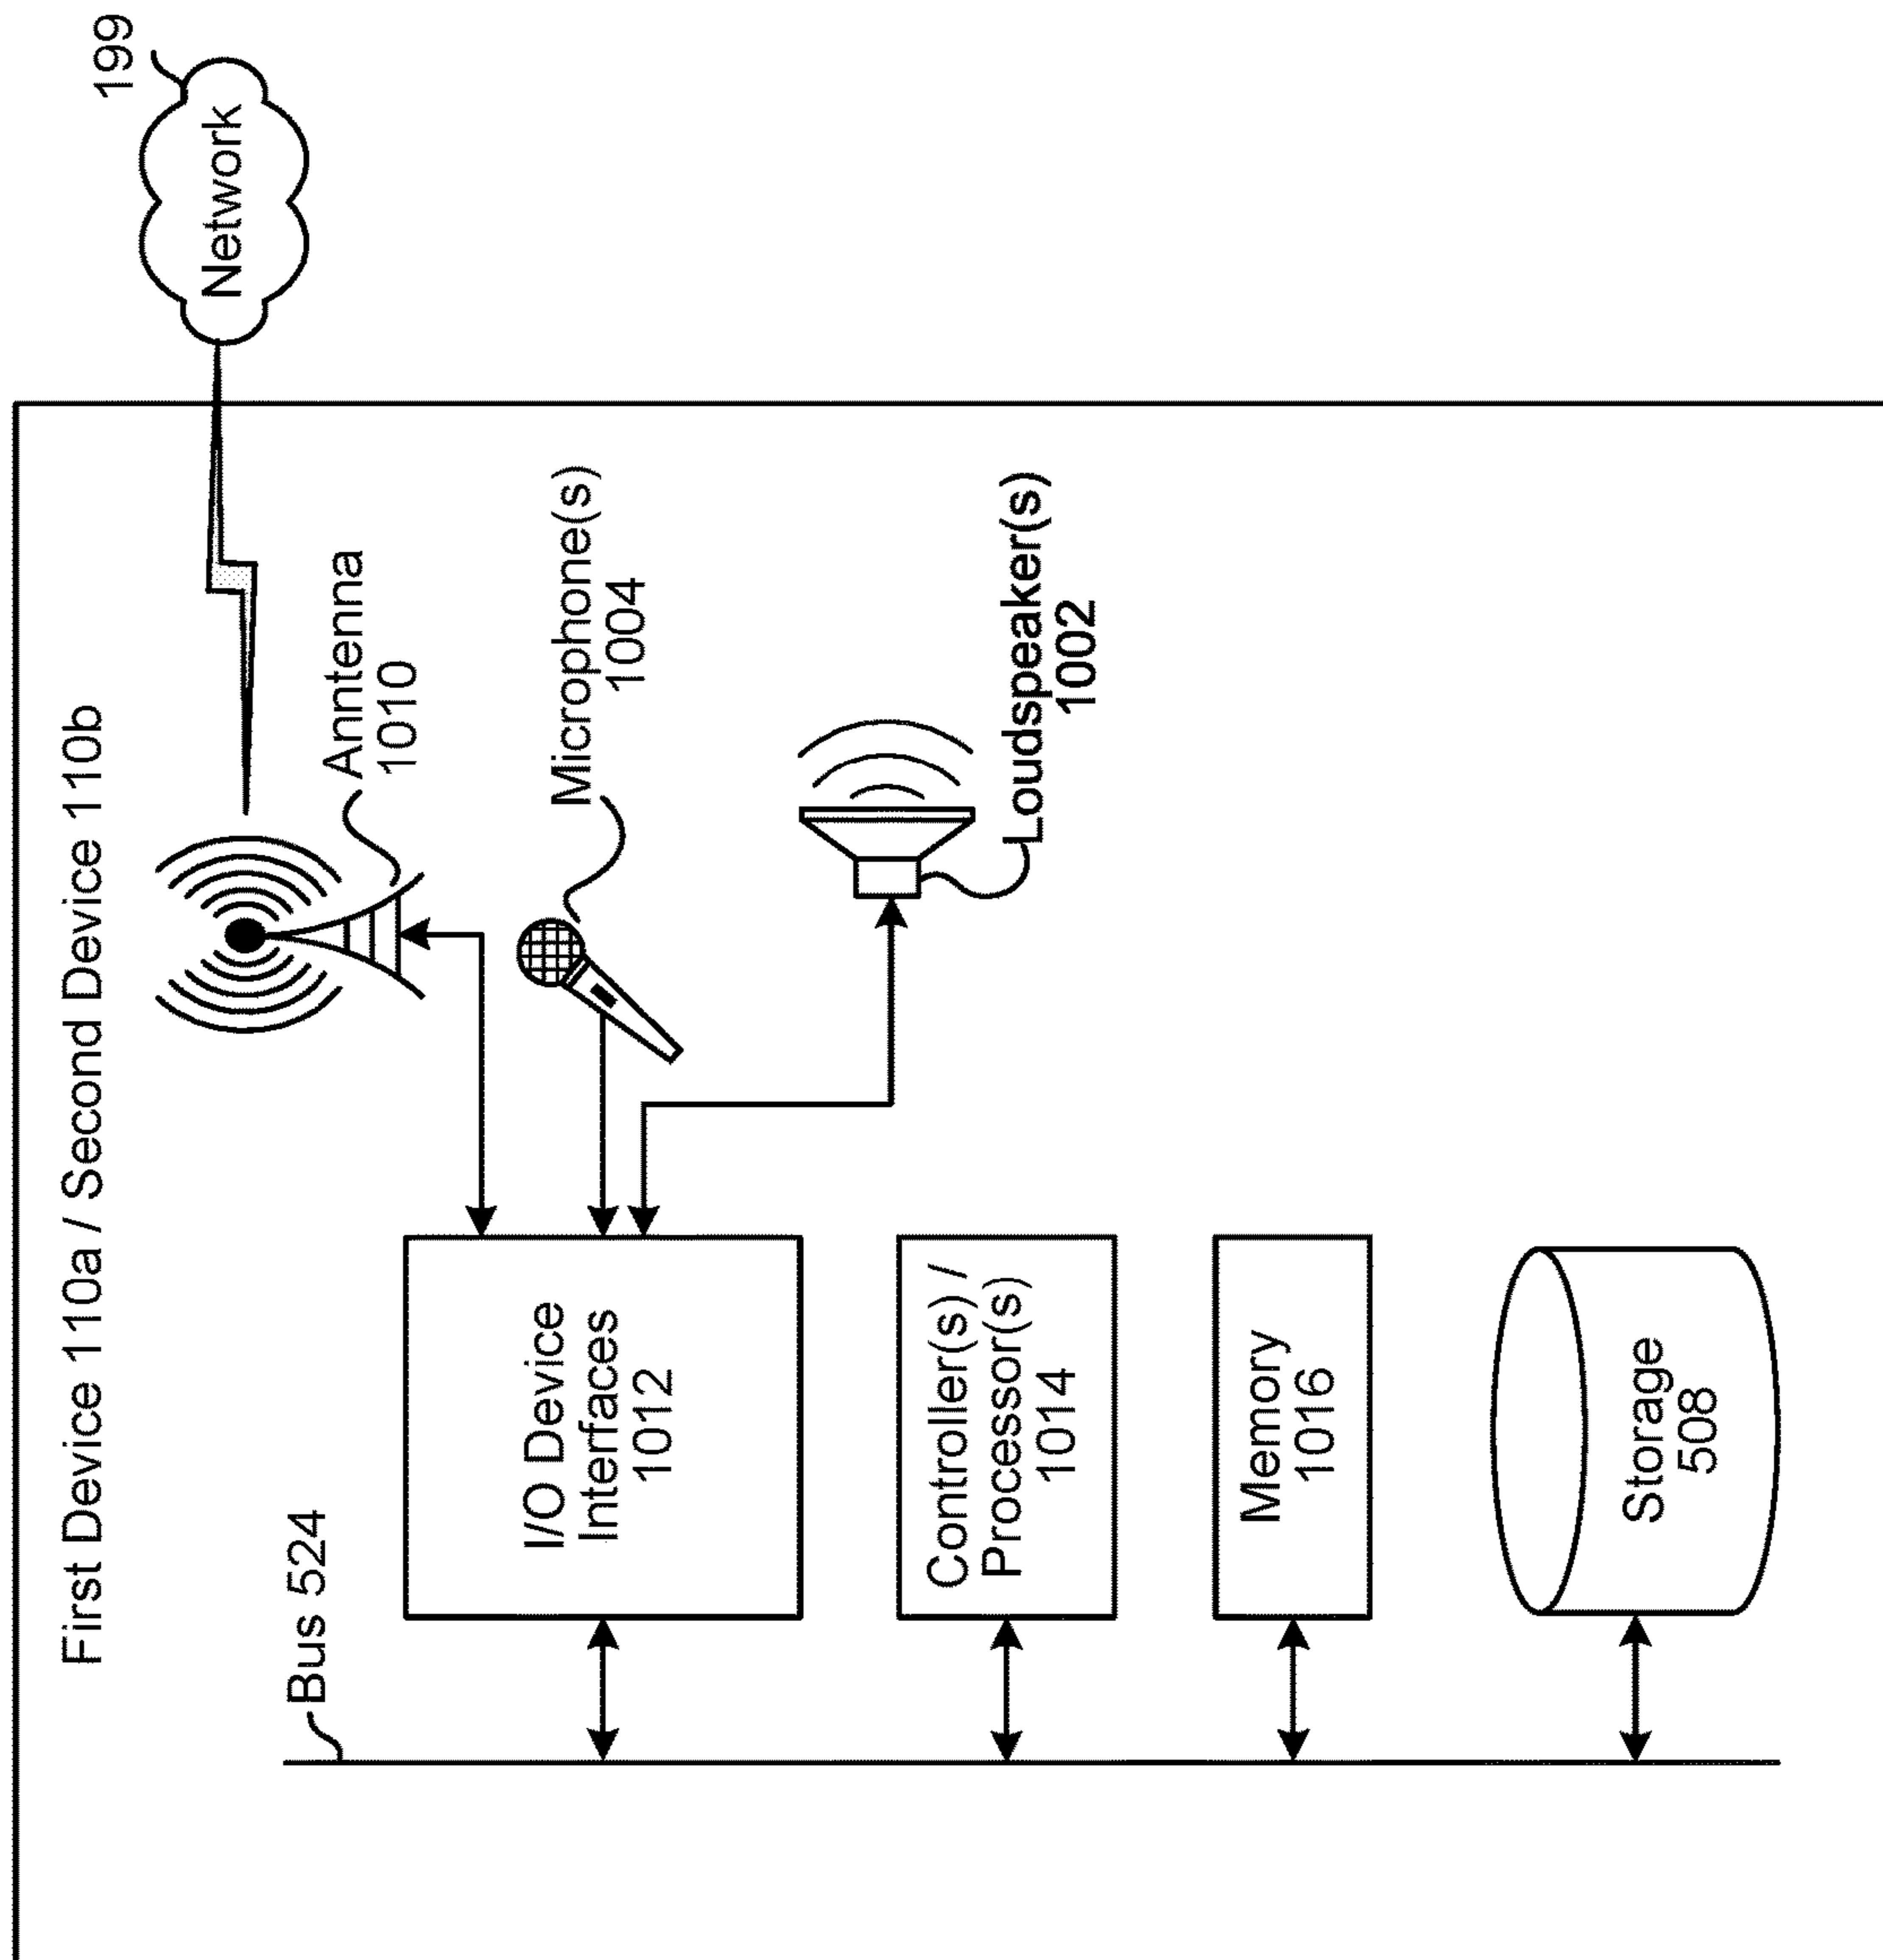 First Device 110a / Second Device 110b
199
Network
Bus 524
Antenna
1010
I/O Device
Interfaces
1012
Microphone(s)
1004
Loudspeaker(s)
1002
Controller(s) /
Processor(s)
1014
Memory
1016
Storage
508